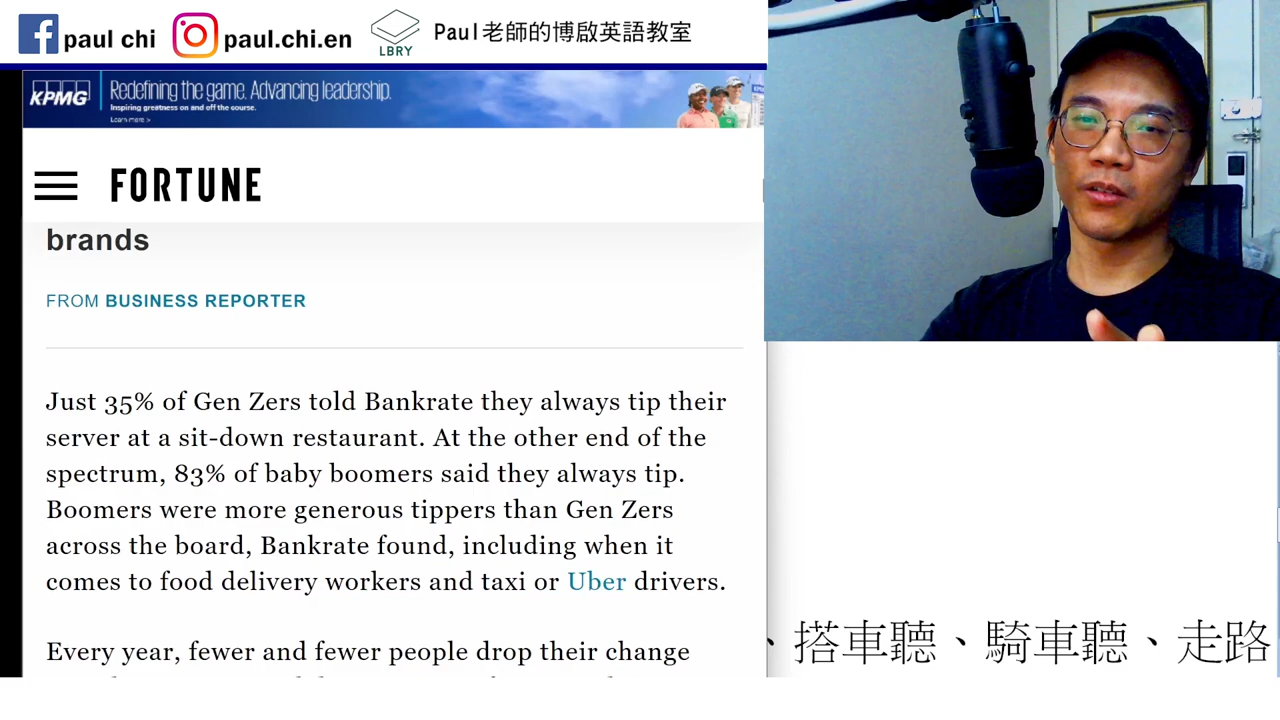 paul chi
paul.chi.en
LBRY
Paul老師的博啟英語教室
KPMG
Redefining the game. Advancing leadership.
Inspiring greatness on and off the course.
Learn more >
FORTUNE
brands
FROM BUSINESS REPORTER
Just 35% of Gen Zers told Bankrate they always tip their
server at a sit-down restaurant. At the other end of the
spectrum, 83% of baby boomers said they always tip.
Boomers were more generous tippers than Gen Zers
across the board, Bankrate found, including when it
comes to food delivery workers and taxi or Uber drivers.
Every year, fewer and fewer people drop their change
、搭車聽、騎車聽、走路